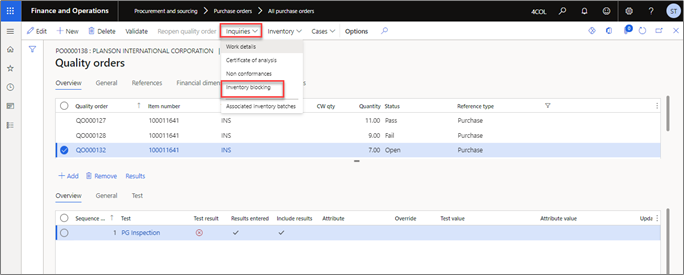 Finance and Operations Procurement and sourcing > Purchase orders > All purchase orders 4COL ST
Edit + New Delete Validate Reopen quality order Inquiries Inventory Cases Options
Work details
Certificate of analysis
Non conformances
Inventory blocking
Associated inventory batches
PO0000138 : PLANSON INTERNATIONAL CORPORATION |
Quality orders
Overview General References Financial dimen
Quality order Item number CW qty Quantity Status Reference type
QO000127 100011641 INS 11.00 Pass Purchase
QO000128 100011641 INS 9.00 Fail Purchase
QO000132 100011641 INS 7.00 Open Purchase
+ Add Remove Results
Overview General Test
Sequence ... Test Test result Results entered Include results Attribute Override Test value Attribute value Upda
1 PG Inspection